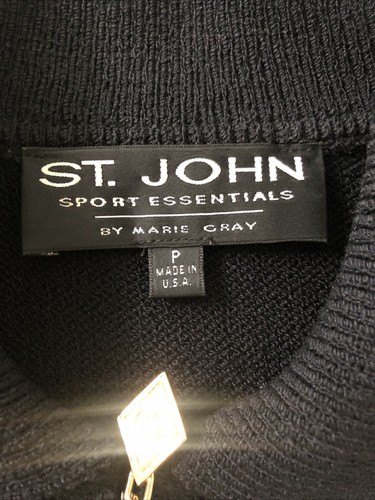 ST. JOHN
SPORT ESSENTIALS
BY MARIE GRAY
P
MADE IN
U.S.A.